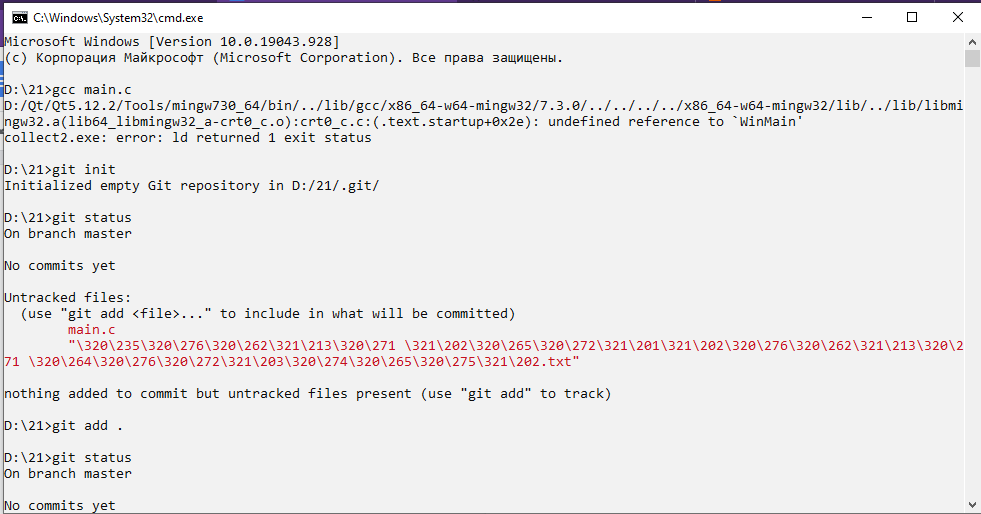 C:\Windows\System32\cmd.exe
Microsoft Windows [Version 10.0.19043.928]
(c) Корпорация Майкрософт (Microsoft Corporation). Все права защищены.
D:\21>gcc main.c
D:/Qt/Qt5.12.2/Tools/mingw730_64/bin/../lib/gcc/x86_64-w64-mingw32/7.3.0/../../../../x86_64-w64-mingw32/lib/../lib/libmi
ngw32.a(lib64_libmingw32_a-crt0_c.o):crt0_c.c:(.text.startup+0x2e): undefined reference to `WinMain'
collect2.exe: error: ld returned 1 exit status
D:\21>git init
Initialized empty Git repository in D:/21/.git/
D:\21>git status
On branch master
No commits yet
Untracked files:
(use "git add <file>..." to include in what will be committed)
main.c
"\320\235\320\276\320\262\321\213\320\271 \321\202\320\265\320\272\321\201\321\202\320\276\320\262\321\213\320\2
71 \320\264\320\276\320\272\321\203\320\274\320\265\320\275\321\202.txt"
nothing added to commit but untracked files present (use "git add" to track)
D:\21>git add .
D:\21>git status
On branch master
No commits yet